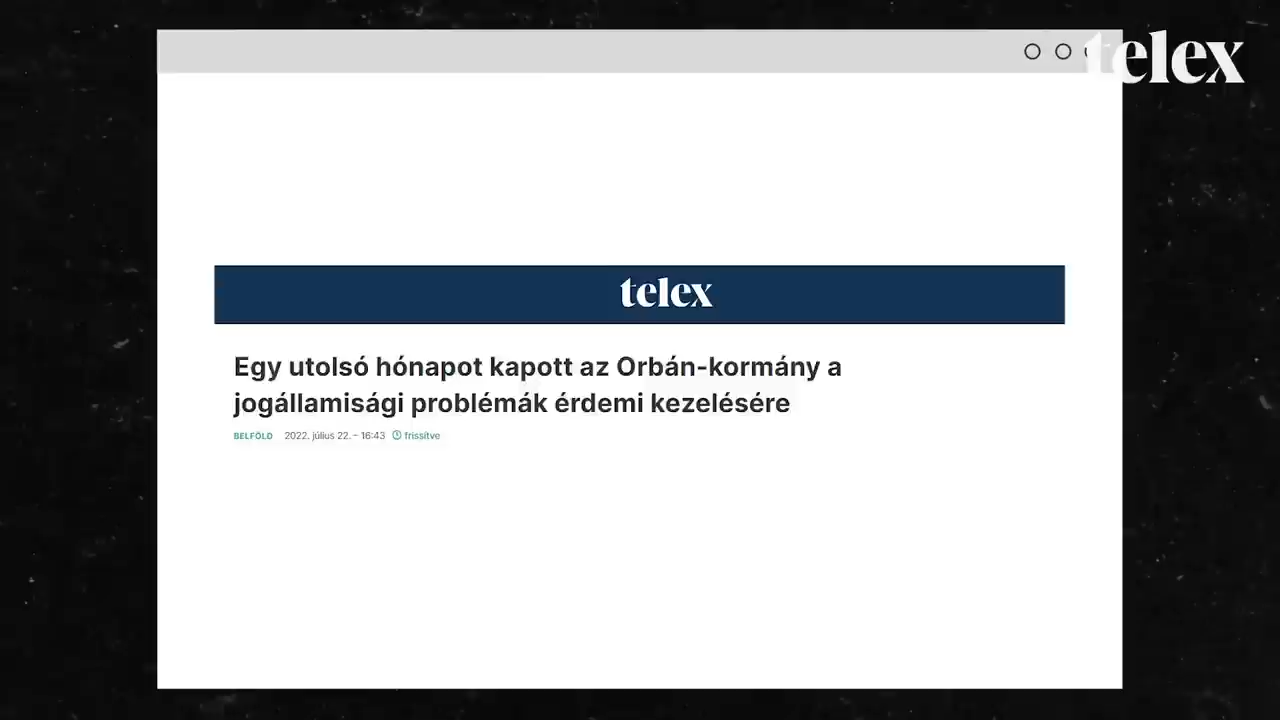 telex
telex
Egy utolsó hónapot kapott az Orbán-kormány a
jogállamisági problémák érdemi kezelésére
BELFÖLD 2022. július 22. – 16:43 frissítve